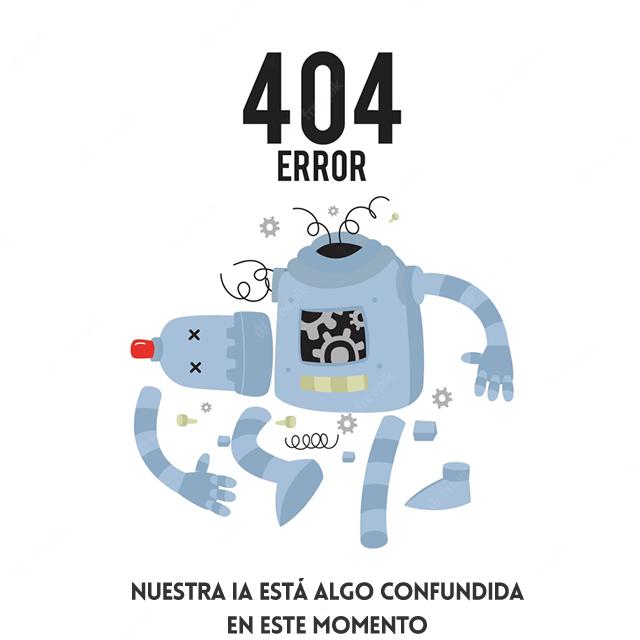 404
ERROR
NUESTRA IA ESTÁ ALGO CONFUNDIDA
EN ESTE MOMENTO